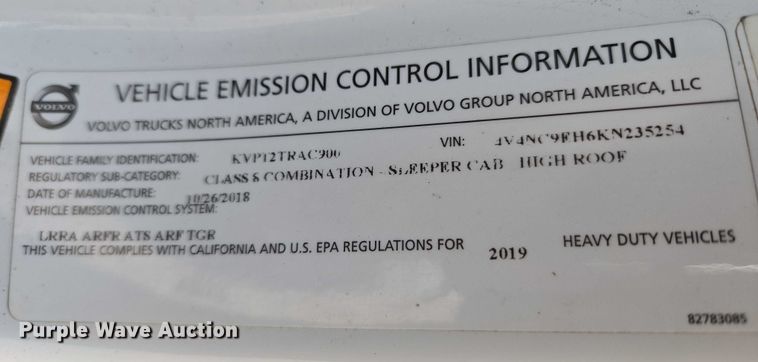 VOLVO
VEHICLE EMISSION CONTROL INFORMATION
VOLVO TRUCKS NORTH AMERICA, A DIVISION OF VOLVO GROUP NORTH AMERICA, LLC
VEHICLE FAMILY IDENTIFICATION: KVPT2TRAC900 VIN: 4V4NC9EH6KN235254
REGULATORY SUB-CATEGORY: CLASS 8 COMBINATION - SLEEPER CAB HIGH ROOF
DATE OF MANUFACTURE: 10/26/2018
VEHICLE EMISSION CONTROL SYSTEM:
LRRA ARFR ATS ARF TGR
THIS VEHICLE COMPLIES WITH CALIFORNIA AND U.S. EPA REGULATIONS FOR 2019 HEAVY DUTY VEHICLES
82783085
Purple Wave Auction